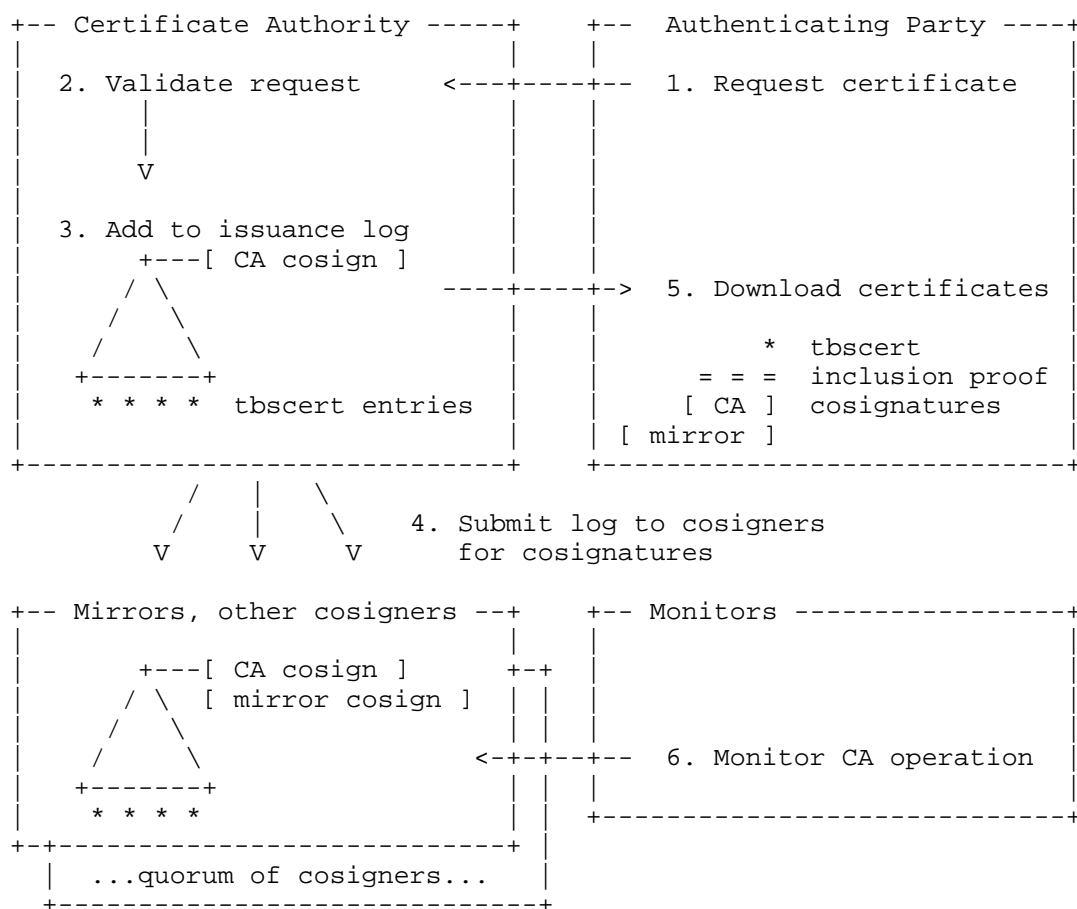 +-- Certificate Authority -----+    +--  Authenticating Party ----+
2. Validate request     <---+----+--  1. Request certificate
V
3. Add to issuance log
+---[ CA cosign ]
/ \                   ----+----+->  5. Download certificates
/   \
/     \                                   *  tbscert
+-------+                              = = =  inclusion proof
* * * *  tbscert entries             [ CA ]  cosignatures
[ mirror ]
+------------------------------+    +-----------------------------+
/   |   \
/    |    \    4. Submit log to cosigners
V     V     V      for cosignatures
+-- Mirrors, other cosigners --+    +-- Monitors -----------------+
+---[ CA cosign ]      +-+
/ \  [ mirror cosign ]
/   \
/     \                 <-+-+--+--  6. Monitor CA operation
+-------+
* * * *
+-----------------------------+
+-+----------------------------+
...quorum of cosigners...
+------------------------------+